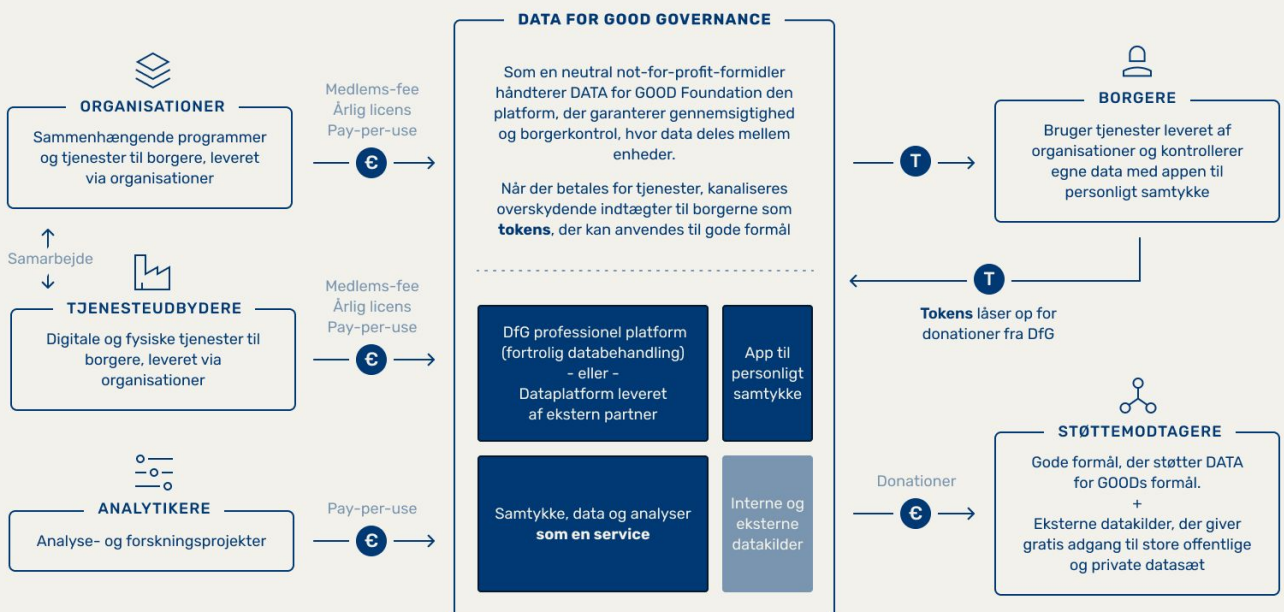 DATA FOR GOOD GOVERNANCE
ORGANISATIONER
Sammenhængende programmer
og tjenester til borgere, leveret
via organisationer
Medlems-fee
Årlig licens
Pay-per-use
€
Samarbejde
TJENESTEUDBYDERE
Digitale og fysiske tjenester til
borgere, leveret via
organisationer
Medlems-fee
Årlig licens
Pay-per-use
€
ANALYTIKERE
Analyse- og forskningsprojekter
Pay-per-use
€
Som en neutral not-for-profit-formidler
håndterer DATA for GOOD Foundation den
platform, der garanterer gennemsigtighed
og borgerkontrol, hvor data deles mellem
enheder.
Når der betales for tjenester, kanaliseres
overskydende indtægter til borgerne som
tokens, der kan anvendes til gode formål
DfG professionel platform
(fortrolig databehandling)
- eller -
Dataplatform leveret
af ekstern partner
App til
personligt
samtykke
Samtykke, data og analyser
som en service
Interne og
eksterne
datakilder
T
BORGERE
Bruger tjenester leveret af
organisationer og kontrollerer
egne data med appen til
personligt samtykke
T
Tokens låser op for
donationer fra DfG
Donationer
€
STØTTEMODTAGERE
Gode formål, der støtter DATA
for GOODs formål.
+
Eksterne datakilder, der giver
gratis adgang til store offentlige
og private datasæt